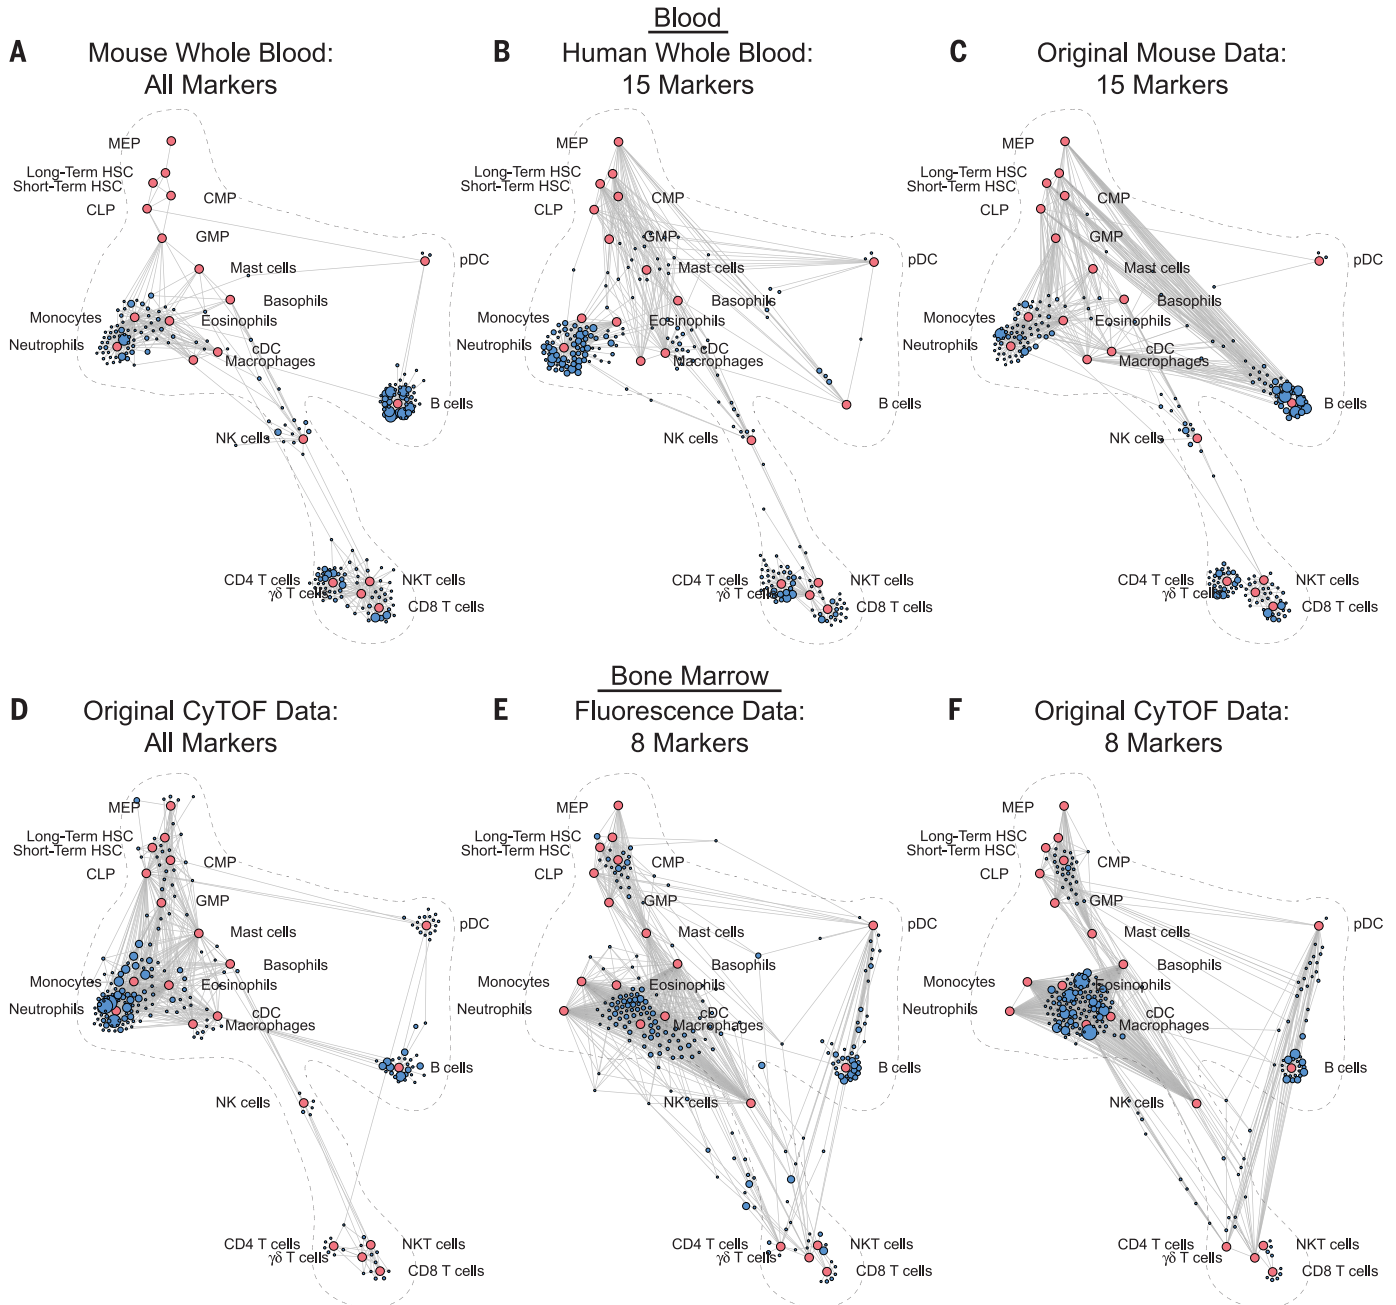 Blood
A
Mouse Whole Blood:
All Markers
MEP
Long-Term HSC
Short-Term HSC
CMP
CLP
GMP
pDC
Mast cells
Basophils
Monocytes
Eosinophils
Neutrophils
cDC
Macrophages
B cells
NK cells
CD4 T cells
NKT cells
γδ T cells
CD8 T cells
B
Human Whole Blood:
15 Markers
MEP
Long-Term HSC
Short-Term HSC
CMP
CLP
GMP
pDC
Mast cells
Basophils
Monocytes
Eosinophils
Neutrophils
cDC
Macrophages
B cells
NK cells
CD4 T cells
NKT cells
γδ T cells
CD8 T cells
C
Original Mouse Data:
15 Markers
MEP
Long-Term HSC
Short-Term HSC
CMP
CLP
GMP
pDC
Mast cells
Basophils
Monocytes
Eosinophils
Neutrophils
cDC
Macrophages
B cells
NK cells
CD4 T cells
NKT cells
γδ T cells
CD8 T cells
Bone Marrow
D
Original CyTOF Data:
All Markers
MEP
Long-Term HSC
Short-Term HSC
CMP
CLP
GMP
pDC
Mast cells
Basophils
Monocytes
Eosinophils
Neutrophils
cDC
Macrophages
B cells
NK cells
CD4 T cells
NKT cells
γδ T cells
CD8 T cells
E
Fluorescence Data:
8 Markers
MEP
Long-Term HSC
Short-Term HSC
CMP
CLP
GMP
pDC
Mast cells
Basophils
Monocytes
Eosinophils
Neutrophils
cDC
Macrophages
B cells
NK cells
CD4 T cells
NKT cells
γδ T cells
CD8 T cells
F
Original CyTOF Data:
8 Markers
MEP
Long-Term HSC
Short-Term HSC
CMP
CLP
GMP
pDC
Mast cells
Basophils
Monocytes
Eosinophils
Neutrophils
cDC
Macrophages
B cells
NK cells
CD4 T cells
NKT cells
γδ T cells
CD8 T cells